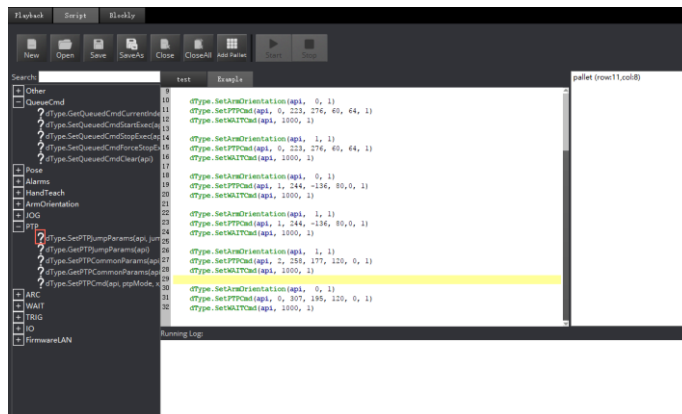 Playback Script Blockly
New Open Save SaveAs Close CloseAll Add Pallet Start Stop
Search:
test Example
pallet (row:11,col:8)
+ Other
− QueueCmd
? dType.GetQueuedCmdCurrentInde
? dType.SetQueuedCmdStartExec(ap
? dType.SetQueuedCmdStopExec(ap
? dType.SetQueuedCmdForceStopEx
? dType.SetQueuedCmdClear(api)
+ Pose
+ Alarms
+ HandTeach
+ ArmOrientation
+ JOG
− PTP
? dType.SetPTPJumpParams(api, jum
? dType.GetPTPJumpParams(api)
? dType.SetPTPCommonParams(api
? dType.GetPTPCommonParams(api
? dType.SetPTPCmd(api, ptpMode, x
+ ARC
+ WAIT
+ TRIG
+ IO
+ FirmwareLAN
9
10 dType.SetArmOrientation(api, 0, 1)
11 dType.SetPTPCmd(api, 0, 223, 276, 60, 64, 1)
12 dType.SetWAITCmd(api, 1000, 1)
13
14 dType.SetArmOrientation(api, 1, 1)
15 dType.SetPTPCmd(api, 0, 223, 276, 60, 64, 1)
16 dType.SetWAITCmd(api, 1000, 1)
17
18 dType.SetArmOrientation(api, 0, 1)
19 dType.SetPTPCmd(api, 1, 244, -136, 80,0, 1)
20 dType.SetWAITCmd(api, 1000, 1)
21
22 dType.SetArmOrientation(api, 1, 1)
23 dType.SetPTPCmd(api, 1, 244, -136, 80,0, 1)
24 dType.SetWAITCmd(api, 1000, 1)
25
26 dType.SetArmOrientation(api, 1, 1)
27 dType.SetPTPCmd(api, 2, 258, 177, 120, 0, 1)
28 dType.SetWAITCmd(api, 1000, 1)
29
30 dType.SetArmOrientation(api, 0, 1)
31 dType.SetPTPCmd(api, 0, 307, 195, 120, 0, 1)
32 dType.SetWAITCmd(api, 1000, 1)
Running Log: